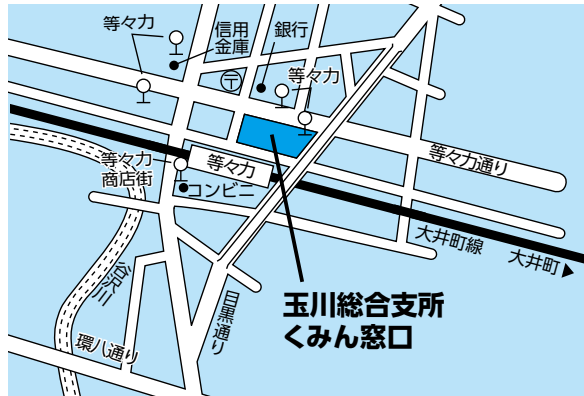 等々力
信用
金庫
銀行
〒
等々力
等々力通り
等々力
商店街
等々力
コンビニ
大井町線
大井町
谷沢川
目黒通り
環八通り
玉川総合支所
くみん窓口